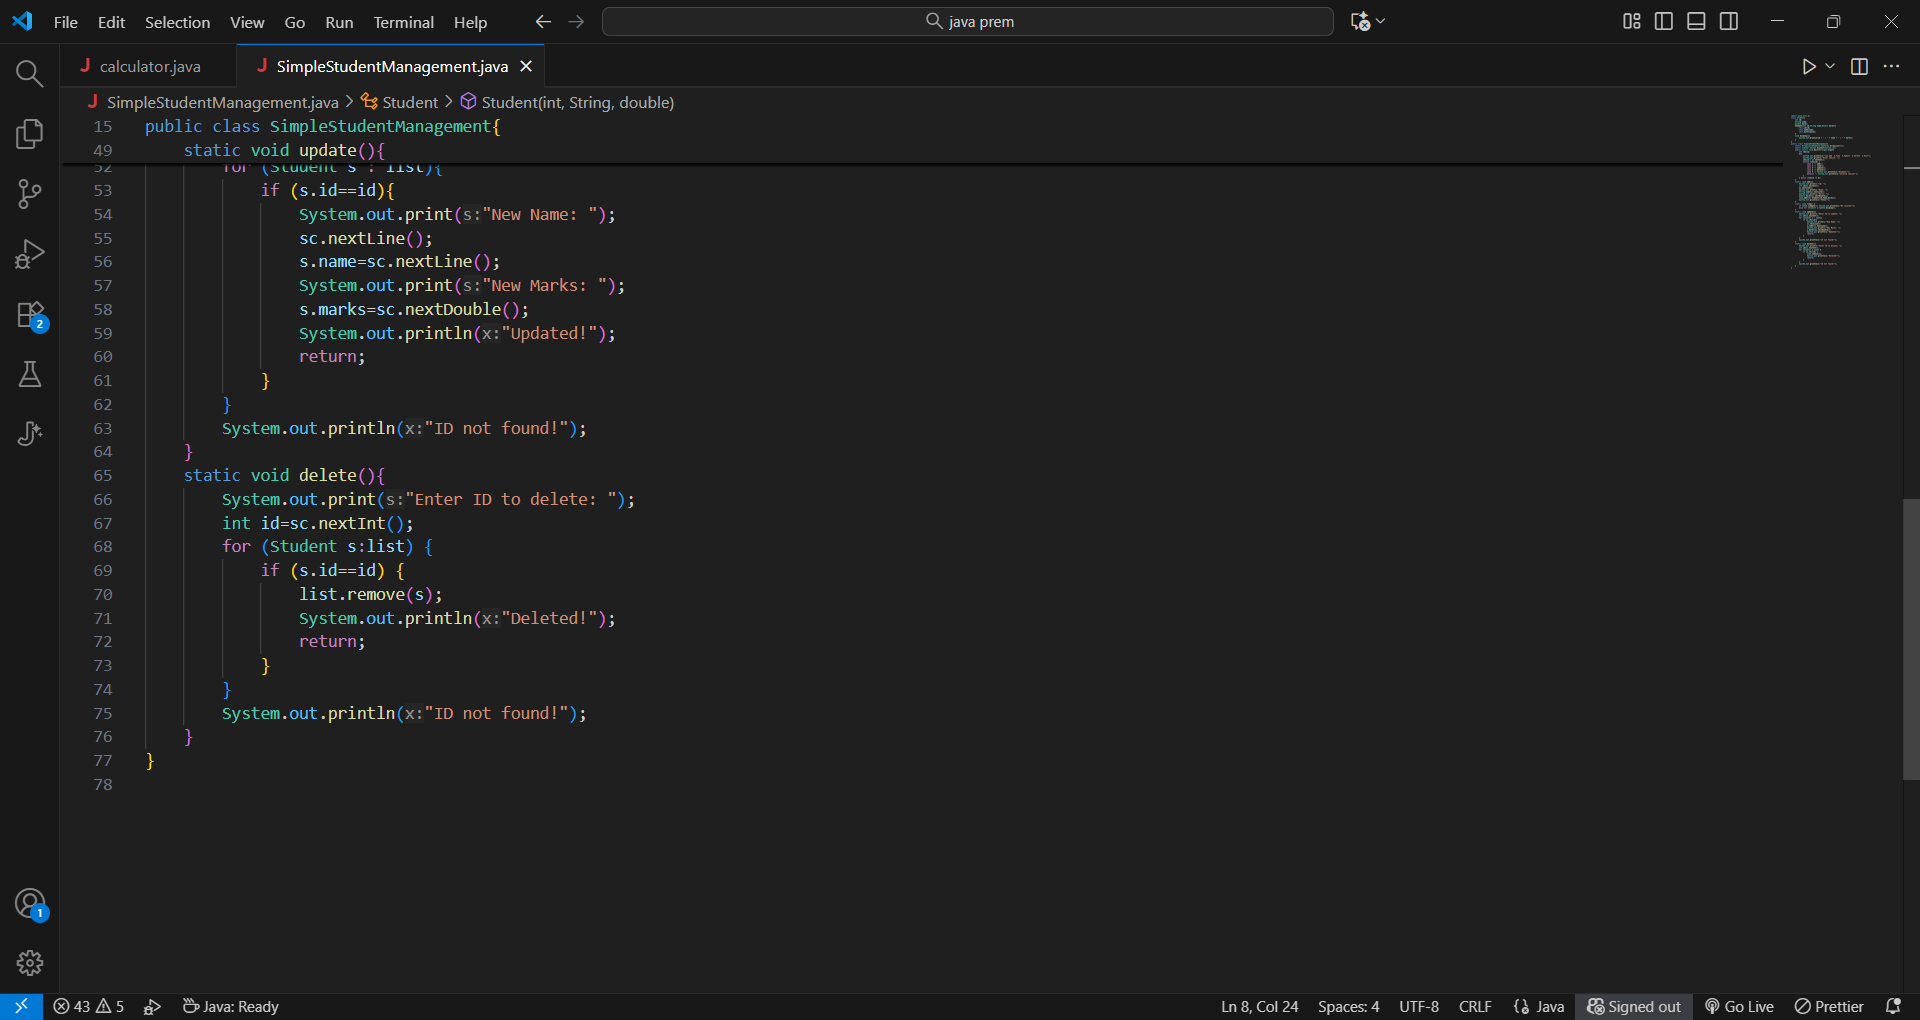 File Edit Selection View Go Run Terminal Help
java prem
calculator.java
SimpleStudentManagement.java
SimpleStudentManagement.java > Student > Student(int, String, double)
15 public class SimpleStudentManagement{
49 static void update(){
52 for (Student s : list){
53 if (s.id==id){
54 System.out.print(s:"New Name: ");
55 sc.nextLine();
56 s.name=sc.nextLine();
57 System.out.print(s:"New Marks: ");
58 s.marks=sc.nextDouble();
59 System.out.println(x:"Updated!");
60 return;
61 }
62 }
63 System.out.println(x:"ID not found!");
64 }
65 static void delete(){
66 System.out.print(s:"Enter ID to delete: ");
67 int id=sc.nextInt();
68 for (Student s:list) {
69 if (s.id==id) {
70 list.remove(s);
71 System.out.println(x:"Deleted!");
72 return;
73 }
74 }
75 System.out.println(x:"ID not found!");
76 }
77 }
78
2
1
43 5 Java: Ready Ln 8, Col 24 Spaces: 4 UTF-8 CRLF {} Java Signed out Go Live Prettier